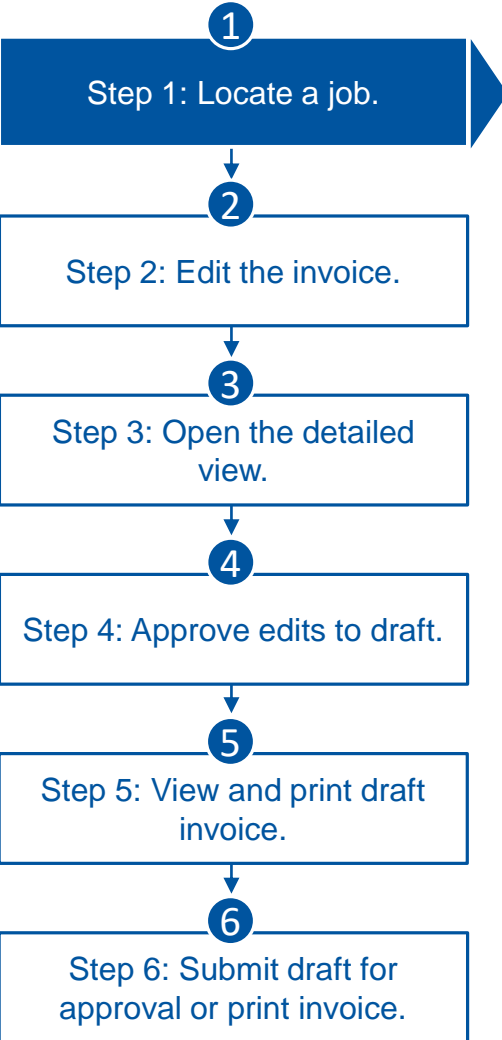 1
Step 1: Locate a job.
2
Step 2: Edit the invoice.
3
Step 3: Open the detailed
view.
4
Step 4: Approve edits to draft.
5
Step 5: View and print draft
invoice.
6
Step 6: Submit draft for
approval or print invoice.